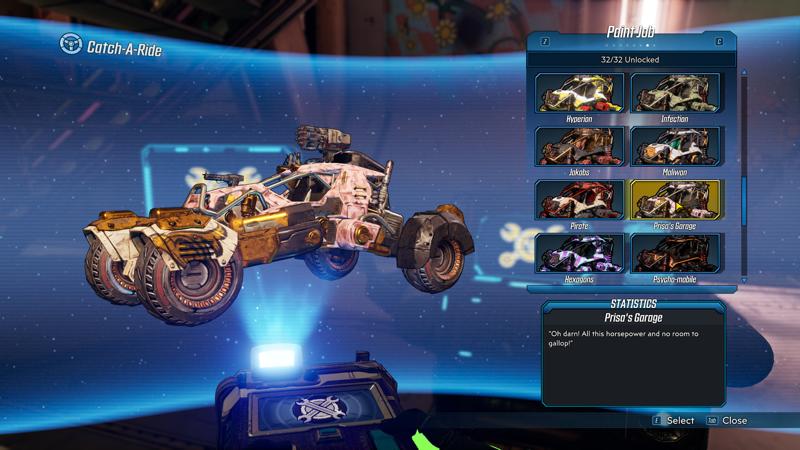 Catch-A-Ride
Paint Job
32/32 Unlocked
Hyperion
Infection
Jakobs
Maliwan
Pirate
Prisa's Garage
Hexagons
Psycho-mobile
STATISTICS
Prisa's Garage
"Oh darn! All this horsepower and no room to
gallop!"
E Select
Tab Close